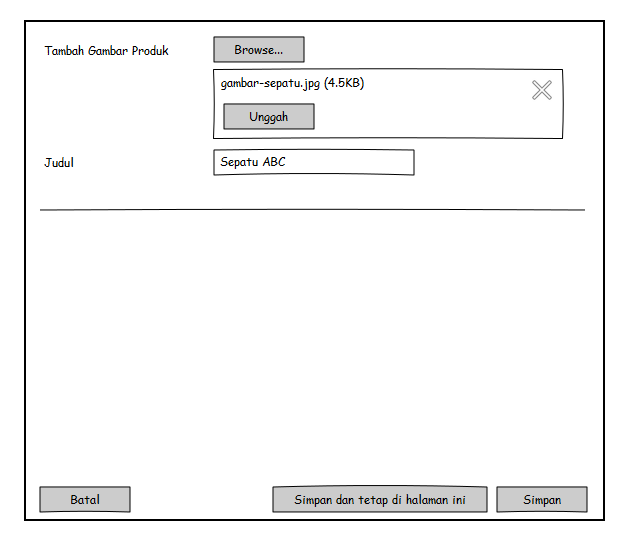 Tambah Gambar Produk
Browse...
gambar-sepatu.jpg (4.5KB)
Unggah
Judul
Sepatu ABC
Batal
Simpan dan tetap di halaman ini
Simpan